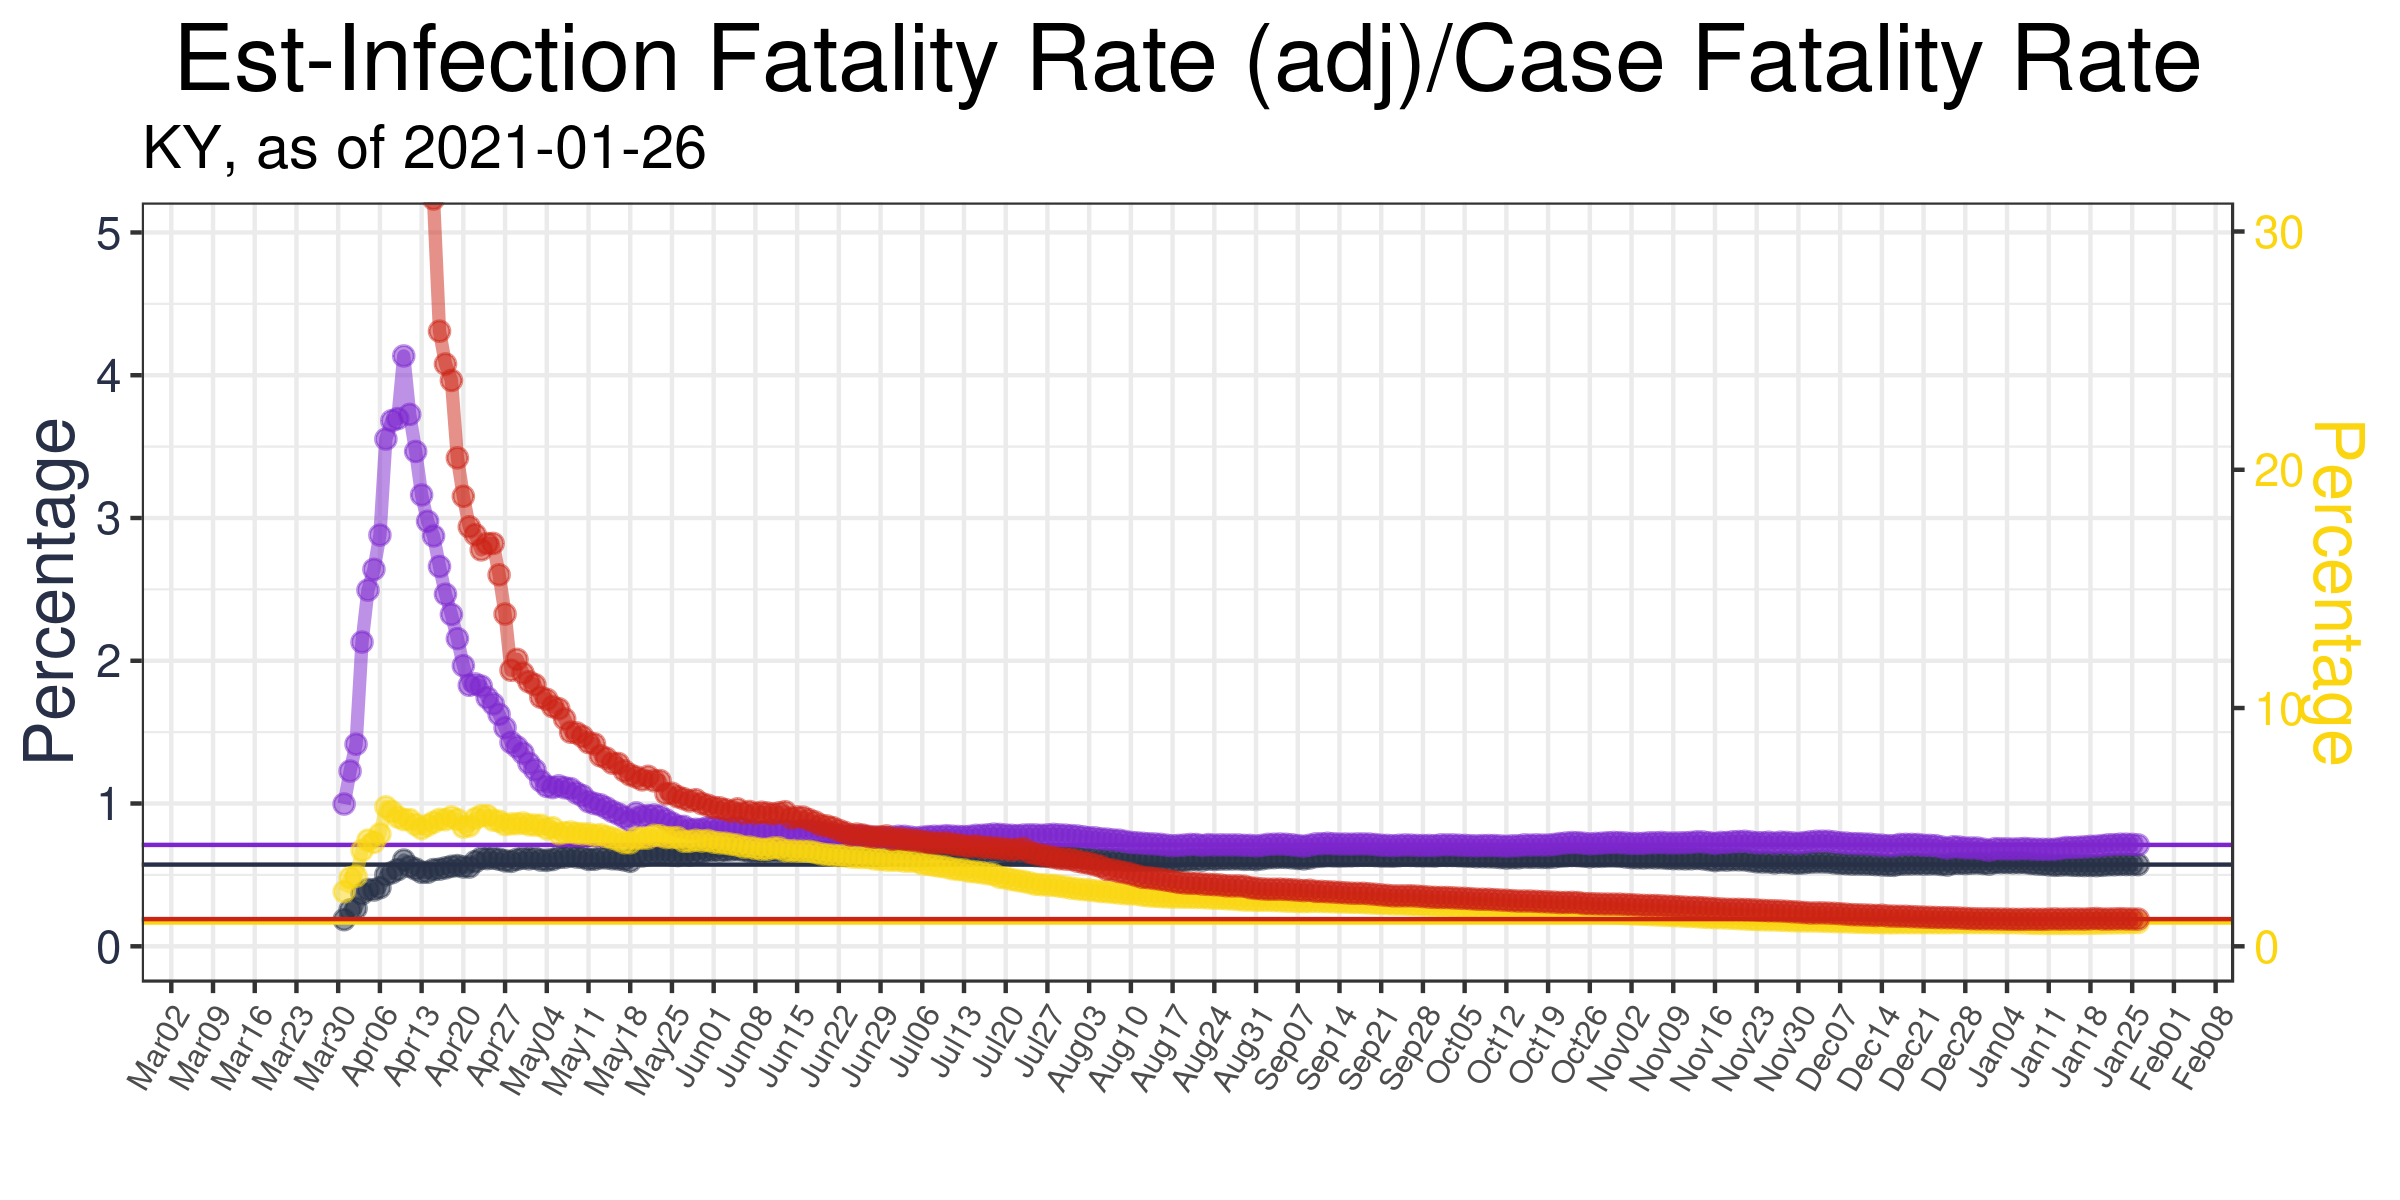 Est-Infection Fatality Rate (adj)/Case Fatality Rate
KY, as of 2021-01-26
Percentage
5
4
3
2
1
0
30
20
10
0
Percentage
Mar02 Mar09 Mar16 Mar23 Mar30 Apr06 Apr13 Apr20 Apr27 May04 May11 May18 May25 Jun01 Jun08 Jun15 Jun22 Jun29 Jul06 Jul13 Jul20 Jul27 Aug03 Aug10 Aug17 Aug24 Aug31 Sep07 Sep14 Sep21 Sep28 Oct05 Oct12 Oct19 Oct26 Nov02 Nov09 Nov16 Nov23 Nov30 Dec07 Dec14 Dec21 Dec28 Jan04 Jan11 Jan18 Jan25 Feb01 Feb08